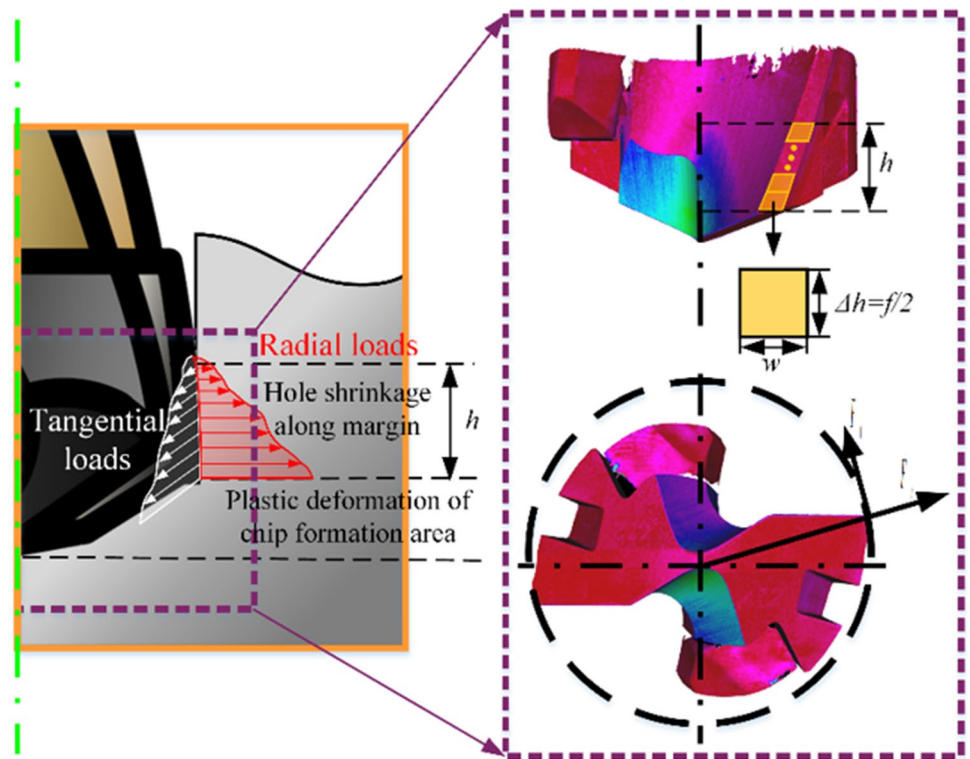 Radial loads
Hole shrinkage
along margin
h
Tangential
loads
Plastic deformation of
chip formation area
h
Δh=f/2
w